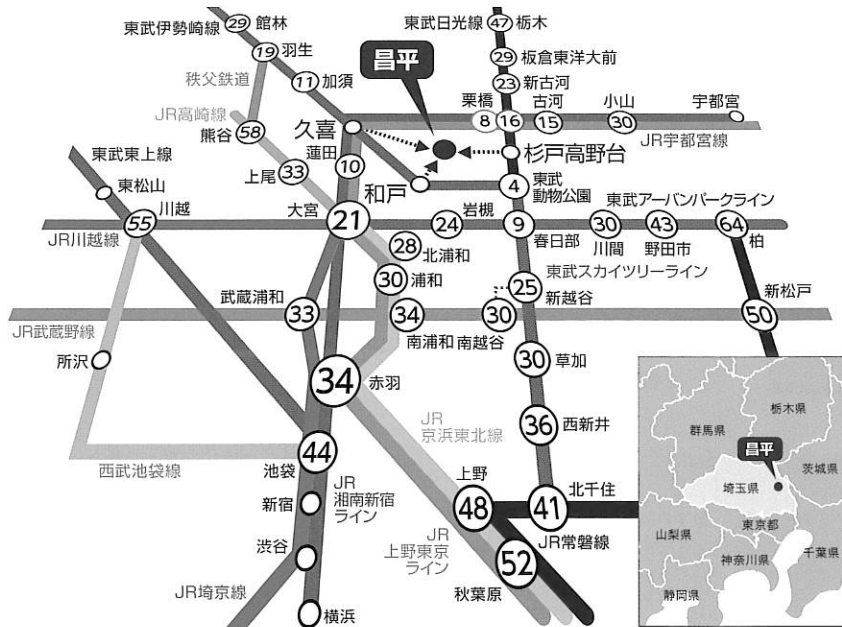 東武伊勢崎線
29
館林
東武日光線
47
栃木
19
羽生
昌平
29
板倉東洋大前
秩父鉄道
11
加須
23
新古河
JR高崎線
栗橋
古河
小山
宇都宮
熊谷
58
久喜
8
16
15
30
JR宇都宮線
東武東上線
上尾
33
蓮田
10
杉戸高野台
東松山
和戸
4
東武
動物公園
川越
大宮
岩槻
東武アーバンパークライン
55
21
24
9
30
43
64
JR川越線
28
北浦和
春日部
川間
野田市
柏
30
浦和
東武スカイツリーライン
武蔵浦和
25
新越谷
新松戸
33
34
30
50
JR武蔵野線
南浦和
南越谷
所沢
34
赤羽
30
草加
JR
京浜東北線
36
西新井
44
池袋
西武池袋線
上野
北千住
新宿
JR
湘南新宿
ライン
48
41
渋谷
JR
上野東京
ライン
JR常磐線
52
秋葉原
JR埼京線
横浜
栃木県
群馬県
昌平
茨城県
埼玉県
東京都
山梨県
神奈川県
千葉県
静岡県